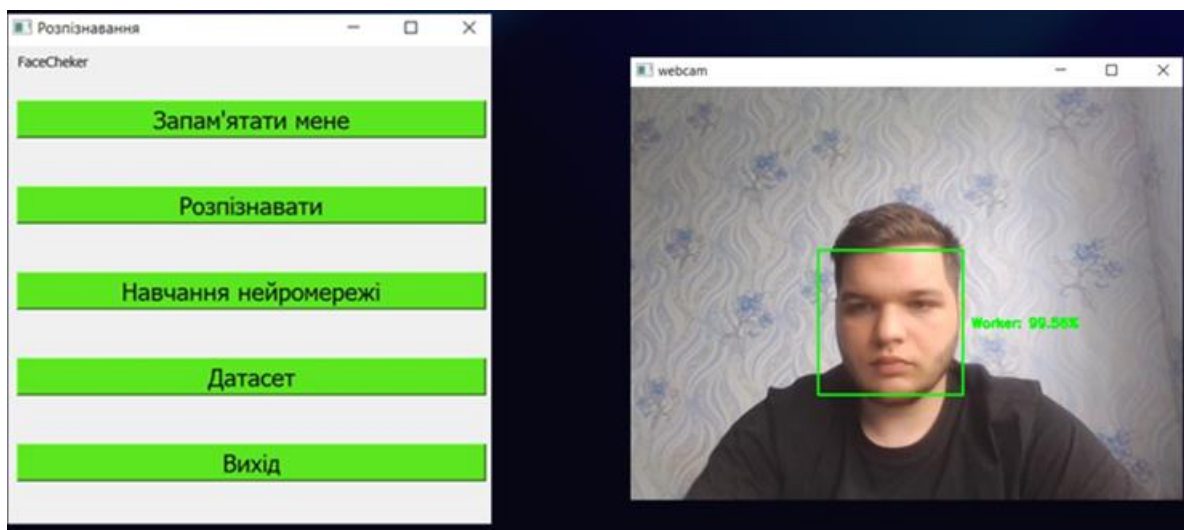 Розпізнавання
FaceCheker
Запам'ятати мене
Розпізнавати
Навчання нейромережі
Датасет
Вихід
webcam
Worker: 99.56%